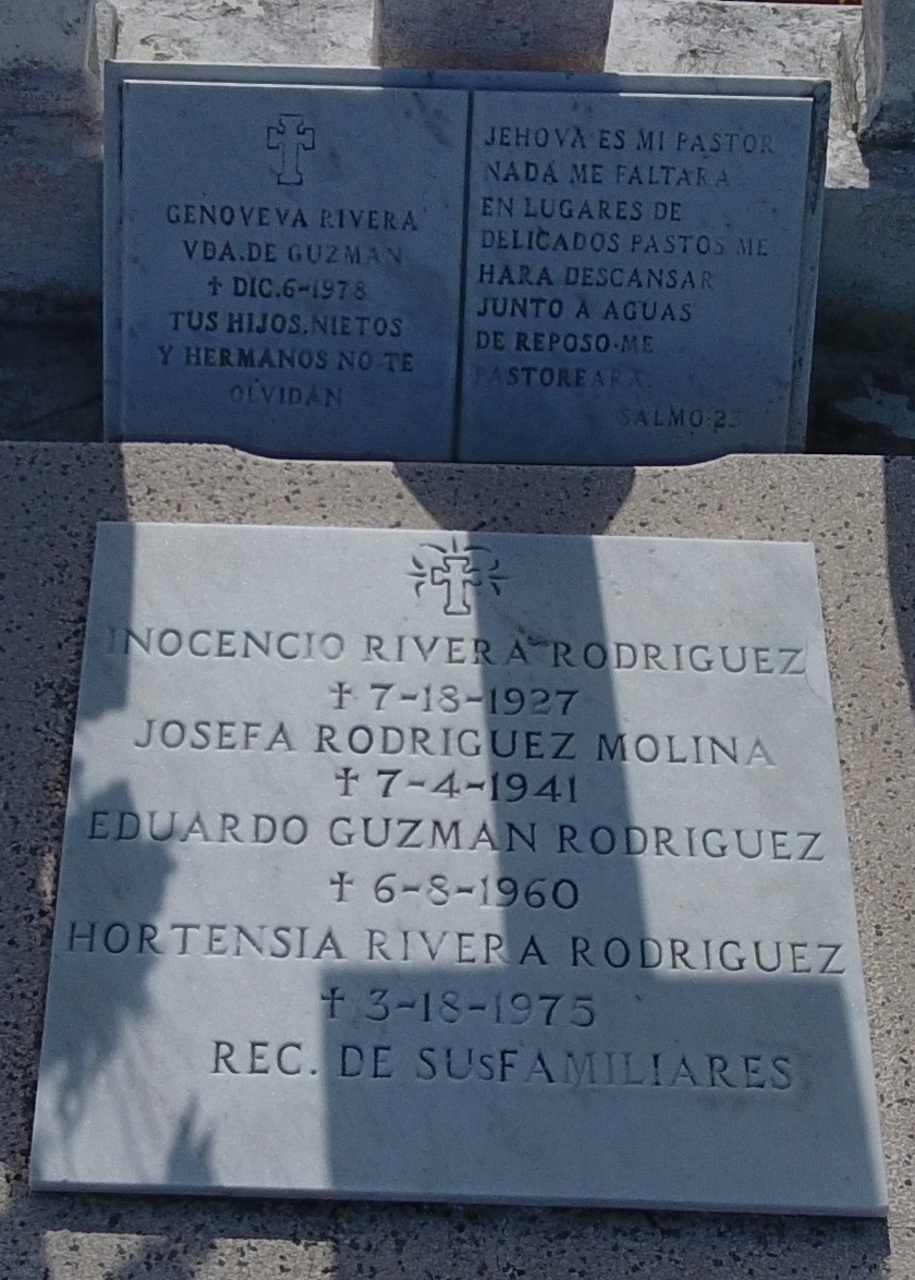 GENOVEVA RIVERA
VDA. DE GUZMAN
✝ DIC. 6-1978
TUS HIJOS, NIETOS
Y HERMANOS NO TE
OLVIDAN
JEHOVA ES MI PASTOR
NADA ME FALTARA
EN LUGARES DE
DELICADOS PASTOS ME
HARA DESCANSAR
JUNTO A AGUAS
DE REPOSO ME
PASTOREARA.
SALMO: 23
INOCENCIO RIVERA RODRIGUEZ
✝ 7-18-1927
JOSEFA RODRIGUEZ MOLINA
✝ 7-4-1941
EDUARDO GUZMAN RODRIGUEZ
✝ 6-8-1960
HORTENSIA RIVERA RODRIGUEZ
✝ 3-18-1975
REC. DE SUS FAMILIARES